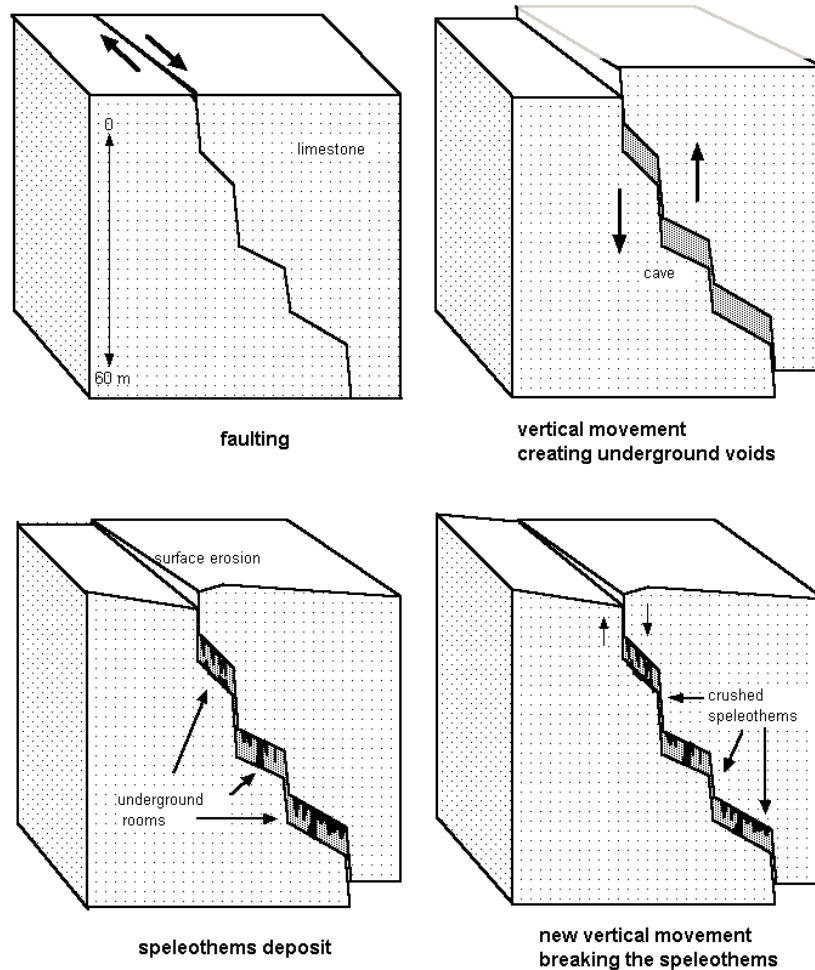 0
limestone
60 m
faulting
cave
vertical movement
creating underground voids
surface erosion
underground
rooms
speleothems deposit
crushed
speleothems
new vertical movement
breaking the speleothems